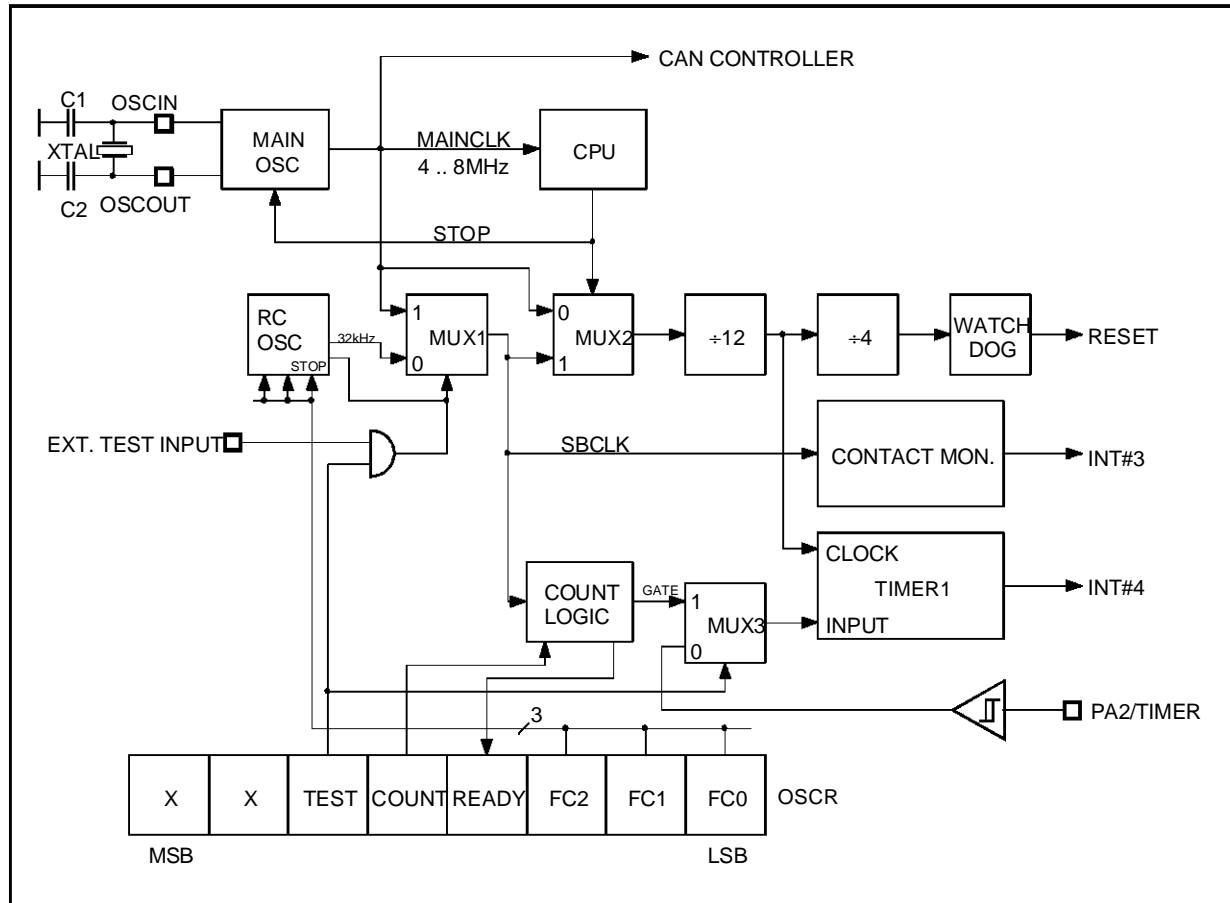 CAN CONTROLLER
C1
OSCIN
XTAL
C2
OSCOUT
MAIN
OSC
MAINCLK
4 .. 8MHz
CPU
STOP
RC
OSC
STOP
32kHz
1
MUX1
0
0
MUX2
1
÷12
÷4
WATCH
DOG
RESET
EXT. TEST INPUT
SBCLK
CONTACT MON.
INT#3
CLOCK
TIMER1
INPUT
INT#4
COUNT
LOGIC
GATE
1
MUX3
0
PA2/TIMER
3
X
X
TEST
COUNT
READY
FC2
FC1
FC0
OSCR
MSB
LSB